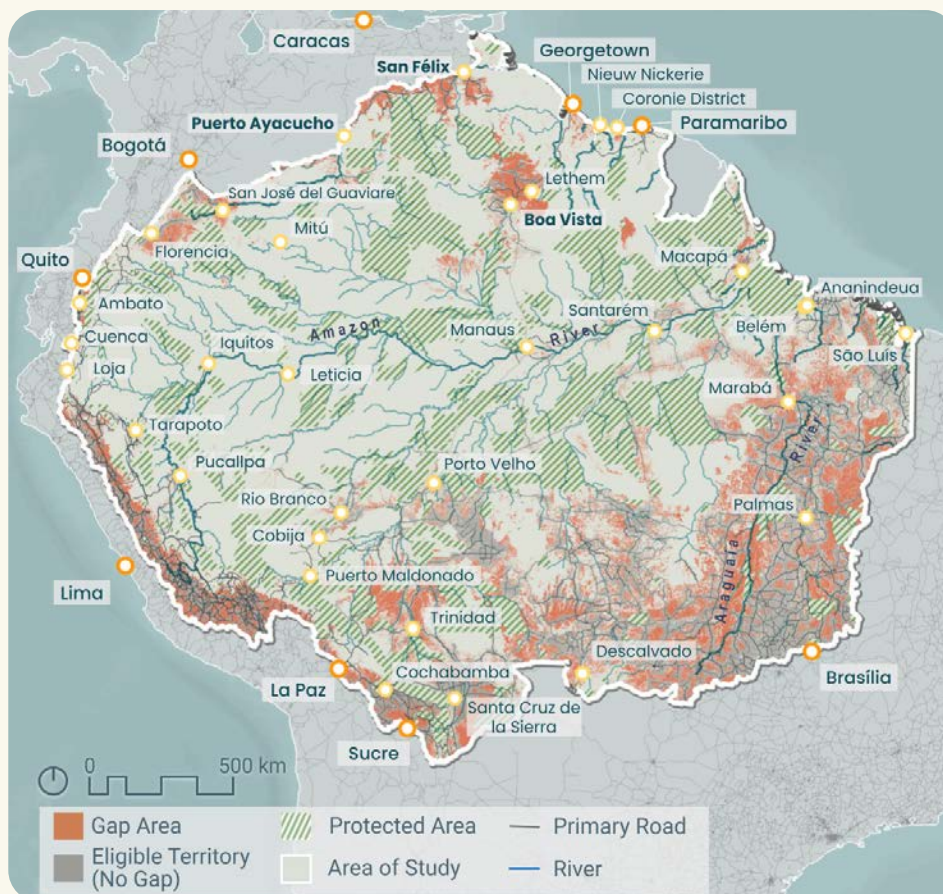 Caracas
Georgetown
San Félix
Nieuw Nickerie
Coronie District
Puerto Ayacucho
Paramaribo
Bogotá
Lethem
San José del Guaviare
Boa Vista
Mitú
Florencia
Macapá
Quito
Ananindeua
Ambato
Santarém
Amazon River
Manaus
Belém
Cuenca
Iquitos
São Luís
Loja
Leticia
Marabá
Tarapoto
Pucallpa
Porto Velho
Rio Branco
Palmas
Cobija
Araguaia River
Lima
Puerto Maldonado
Trinidad
Descalvado
Cochabamba
La Paz
Brasília
Santa Cruz de
la Sierra
Sucre
0 500 km
Gap Area
Protected Area
Primary Road
Eligible Territory
(No Gap)
Area of Study
River